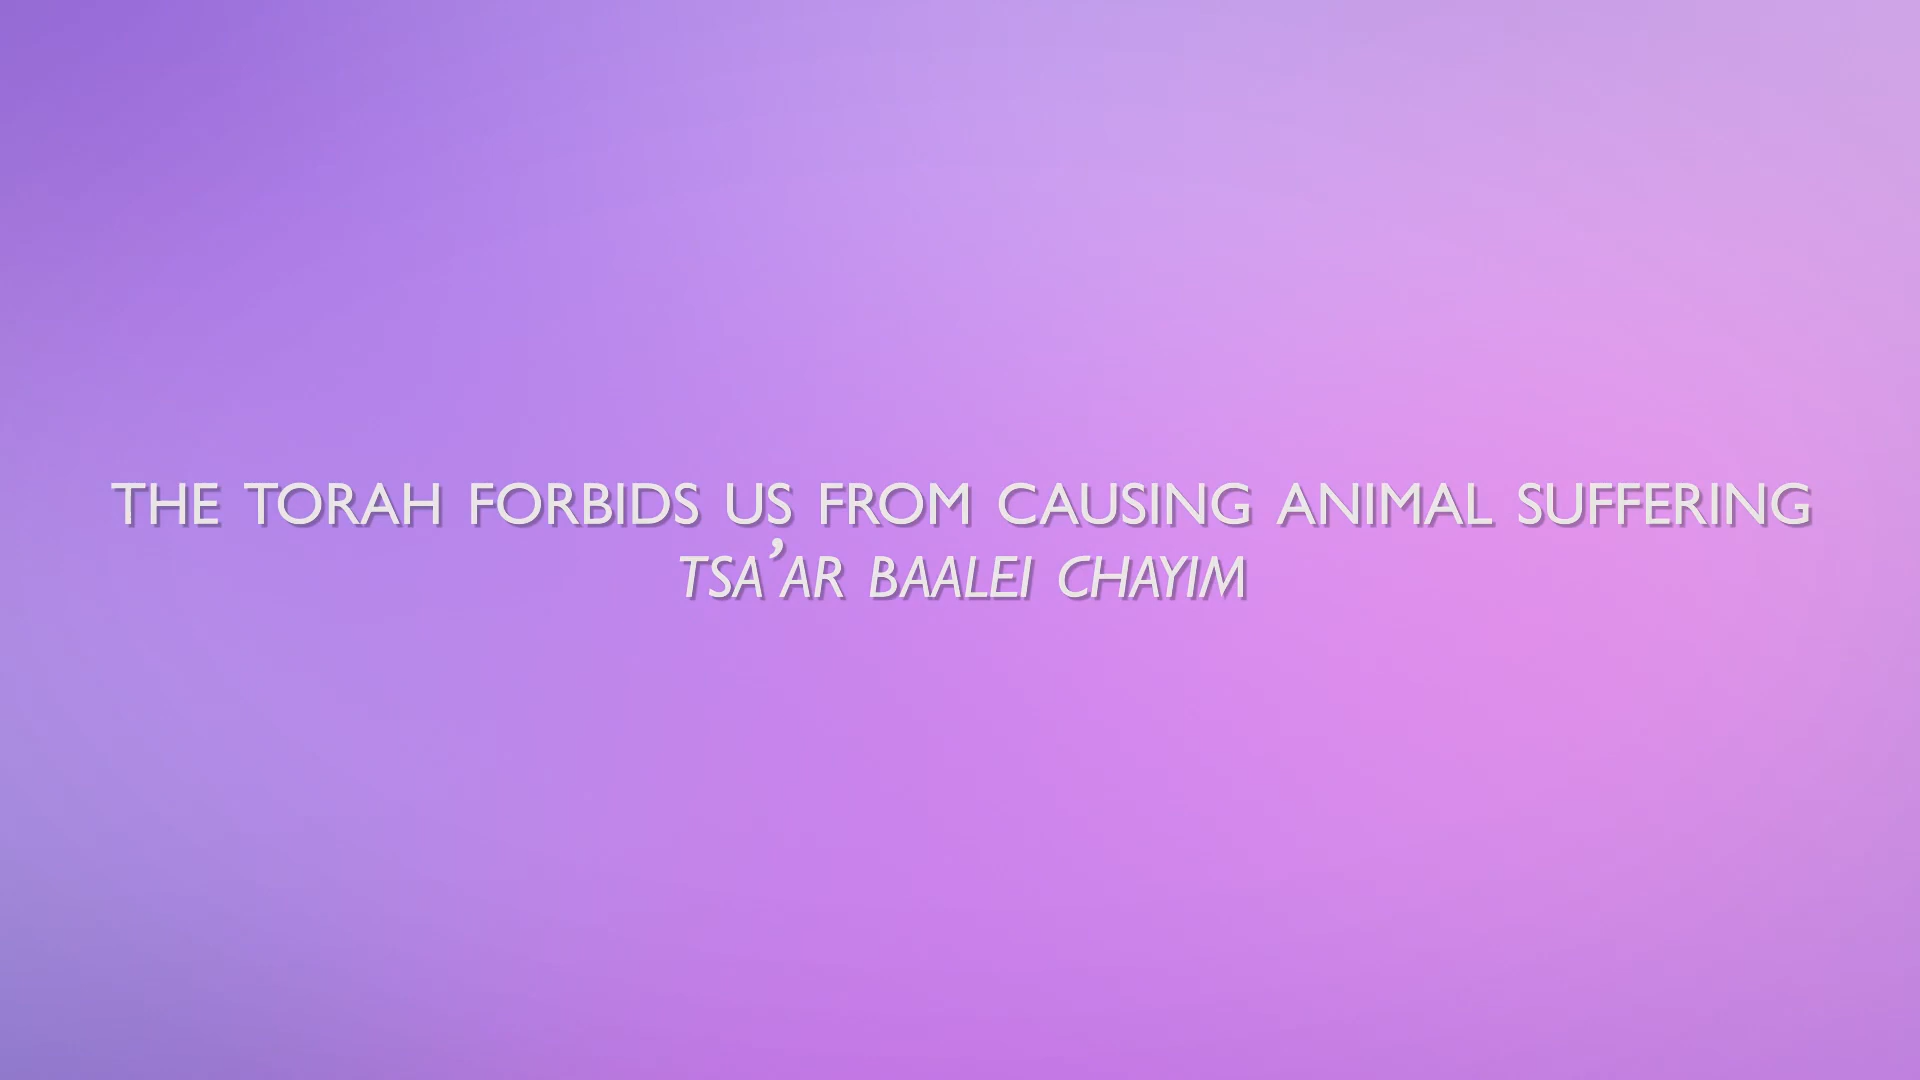 THE TORAH FORBIDS US FROM CAUSING ANIMAL SUFFERING
TSA’AR BAALEI CHAYIM